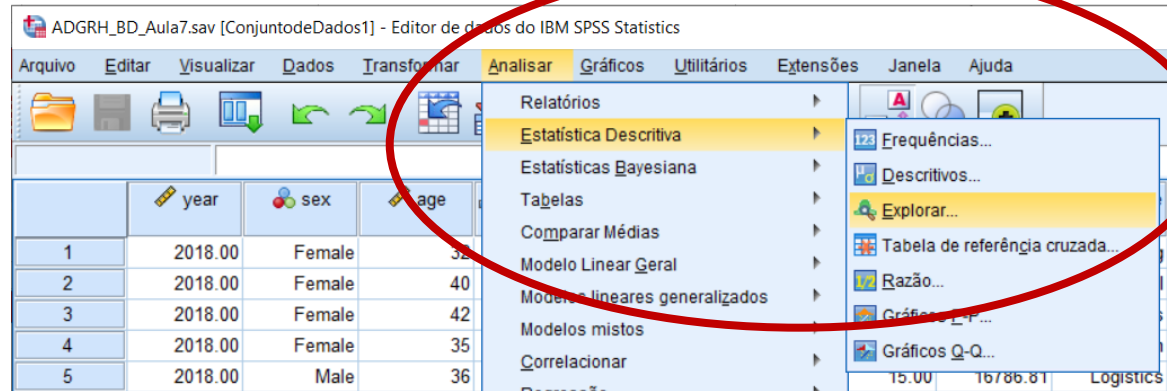 ADGRH_BD_Aula7.sav [ConjuntodeDados1] - Editor de dados do IBM SPSS Statistics
Arquivo Editar Visualizar Dados Transformar Analisar Gráficos Utilitários Extensões Janela Ajuda
Relatórios
Estatística Descritiva
Estatísticas Bayesiana
Tabelas
Comparar Médias
Modelo Linear Geral
Modelos lineares generalizados
Modelos mistos
Correlacionar
Frequências...
Descritivos...
Explorar...
Tabela de referência cruzada...
Razão...
Gráficos P-P...
Gráficos Q-Q...
year sex age
1 2018.00 Female 32
2 2018.00 Female 40
3 2018.00 Female 42
4 2018.00 Female 35
5 2018.00 Male 36 15.00 16786.81 Logistics